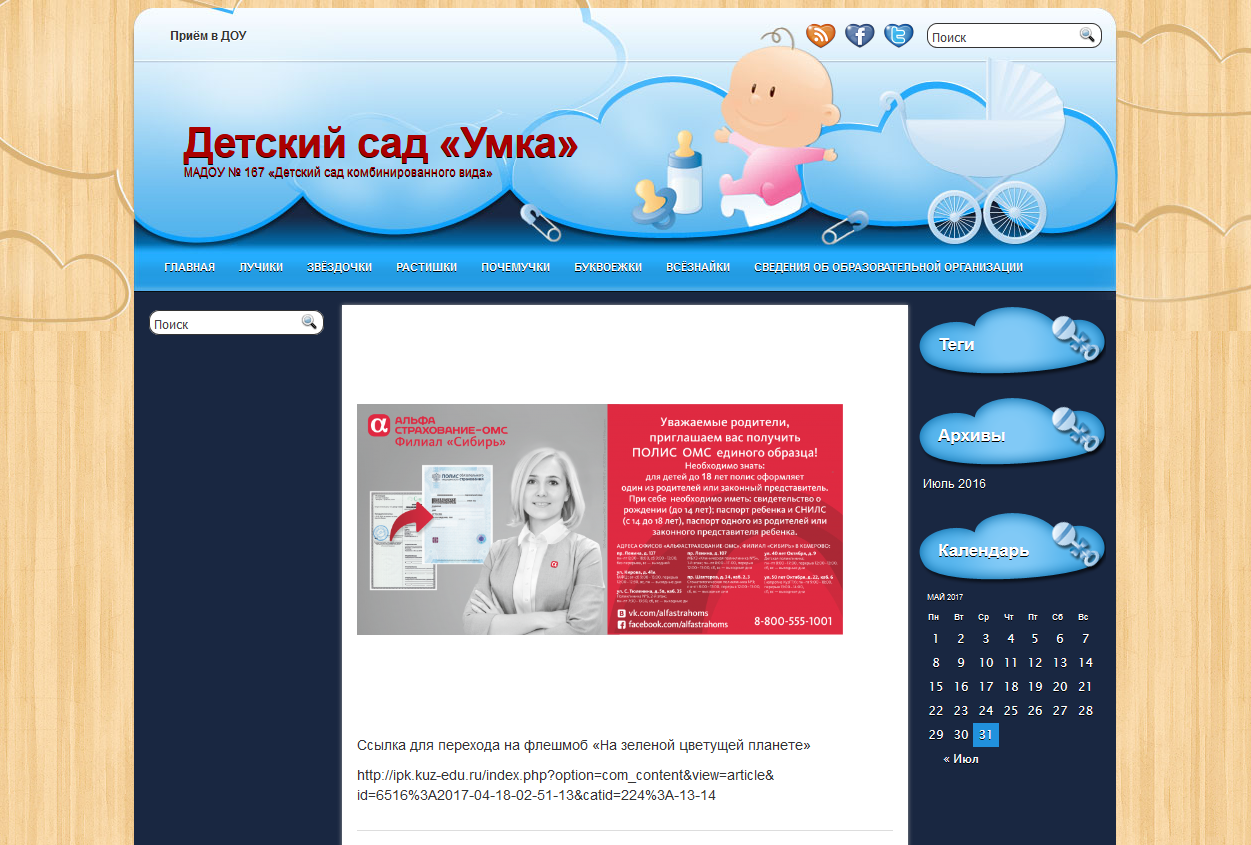 Приём в ДОУ
Поиск
Детский сад «Умка»
МАДОУ № 167 «Детский сад комбинированного вида»
ГЛАВНАЯ ЛУЧИКИ ЗВЁЗДОЧКИ РАСТИШКИ ПОЧЕМУЧКИ БУКВОЕЖКИ ВСЁЗНАЙКИ СВЕДЕНИЯ ОБ ОБРАЗОВАТЕЛЬНОЙ ОРГАНИЗАЦИИ
Поиск
АЛЬФА
СТРАХОВАНИЕ-ОМС
Филиал «Сибирь»
ПОЛИС
Уважаемые родители,
приглашаем вас получить
ПОЛИС ОМС единого образца!
Необходимо знать:
для детей до 18 лет полис оформляет
один из родителей или законный представитель.
При себе необходимо иметь: свидетельство о
рождении (до 14 лет); паспорт ребенка и СНИЛС
(с 14 до 18 лет), паспорт одного из родителей или
законного представителя ребенка.
АДРЕСА ОФИСОВ «АЛЬФАСТРАХОВАНИЕ-ОМС», ФИЛИАЛ «СИБИРЬ» В КЕМЕРОВО:
vk.com/alfastrahoms
facebook.com/alfastrahoms
8-800-555-1001
Ссылка для перехода на флешмоб «На зеленой цветущей планете»
http://ipk.kuz-edu.ru/index.php?option=com_content&view=article&
id=6516%3A2017-04-18-02-51-13&catid=224%3A-13-14
Теги
Архивы
Июль 2016
Календарь
МАЙ 2017
Пн Вт Ср Чт Пт Сб Вс
1 2 3 4 5 6 7
8 9 10 11 12 13 14
15 16 17 18 19 20 21
22 23 24 25 26 27 28
29 30 31
« Июл